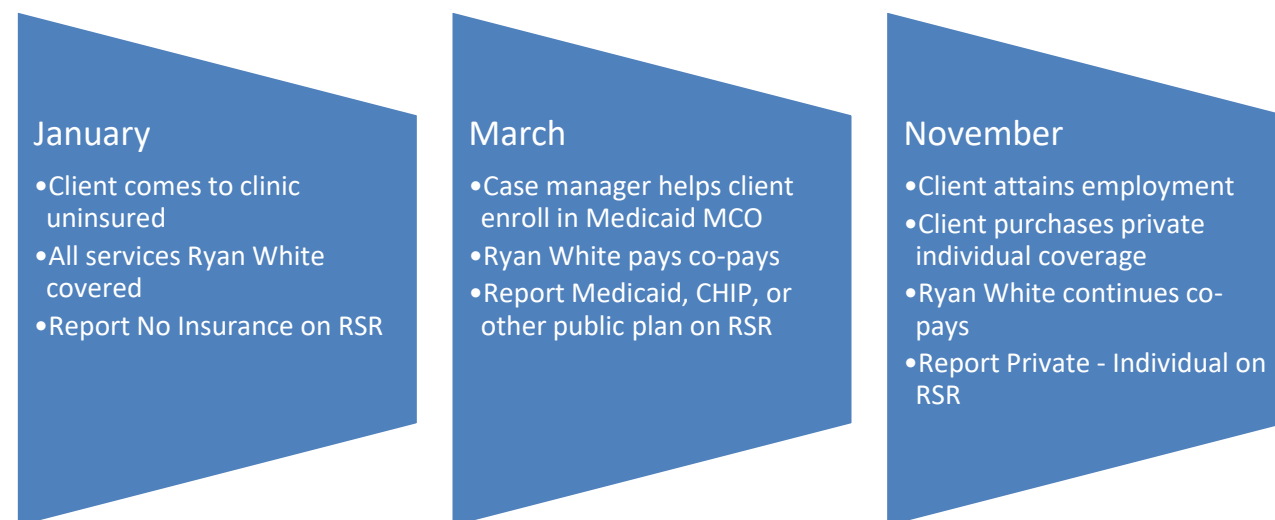 January
•Client comes to clinic
uninsured
•All services Ryan White
covered
•Report No Insurance on RSR
March
•Case manager helps client
enroll in Medicaid MCO
•Ryan White pays co-pays
•Report Medicaid, CHIP, or
other public plan on RSR
November
•Client attains employment
•Client purchases private
individual coverage
•Ryan White continues co-
pays
•Report Private - Individual on
RSR